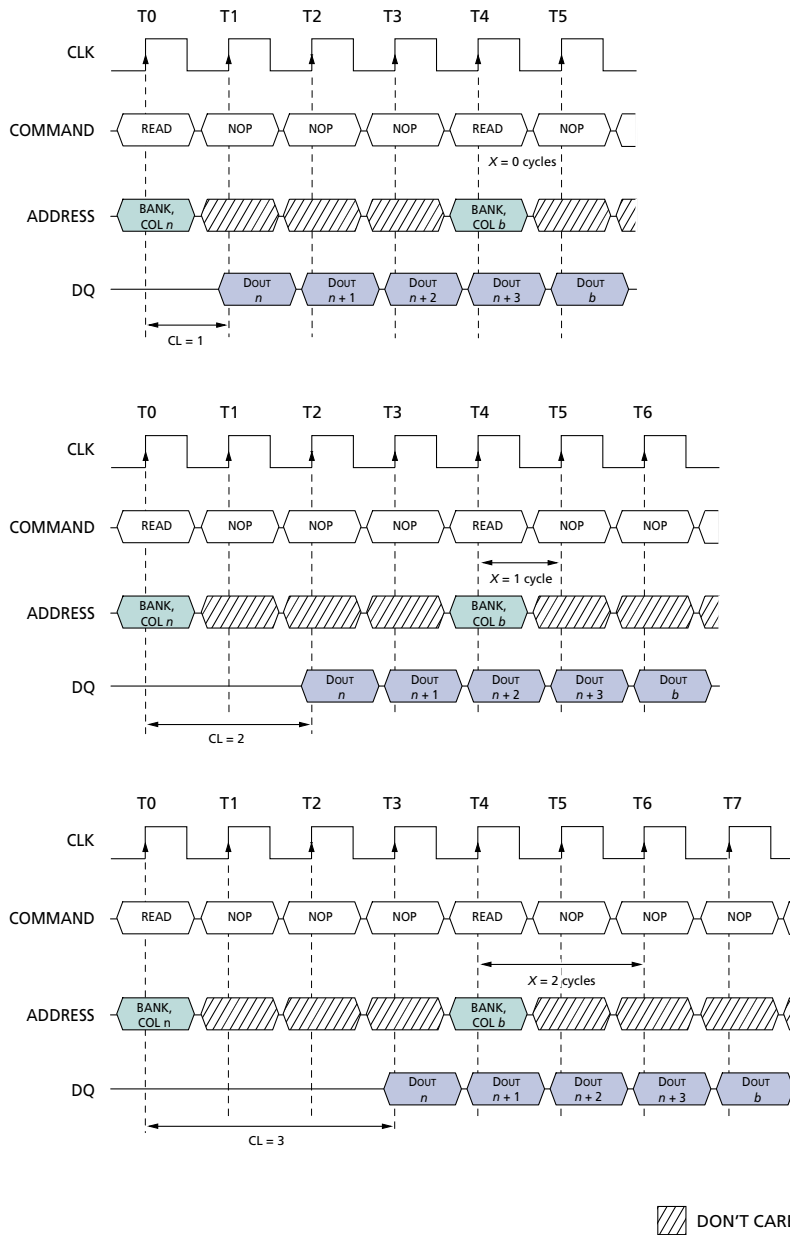 T0 T1 T2 T3 T4 T5
CLK
COMMAND READ NOP NOP NOP READ NOP
X = 0 cycles
ADDRESS BANK, COL n BANK, COL b
DQ DOUT n DOUT n + 1 DOUT n + 2 DOUT n + 3 DOUT b
CL = 1
T0 T1 T2 T3 T4 T5 T6
CLK
COMMAND READ NOP NOP NOP READ NOP NOP
X = 1 cycle
ADDRESS BANK, COL n BANK, COL b
DQ DOUT n DOUT n + 1 DOUT n + 2 DOUT n + 3 DOUT b
CL = 2
T0 T1 T2 T3 T4 T5 T6 T7
CLK
COMMAND READ NOP NOP NOP READ NOP NOP NOP
X = 2 cycles
ADDRESS BANK, COL n BANK, COL b
DQ DOUT n DOUT n + 1 DOUT n + 2 DOUT n + 3 DOUT b
CL = 3
DON'T CARE